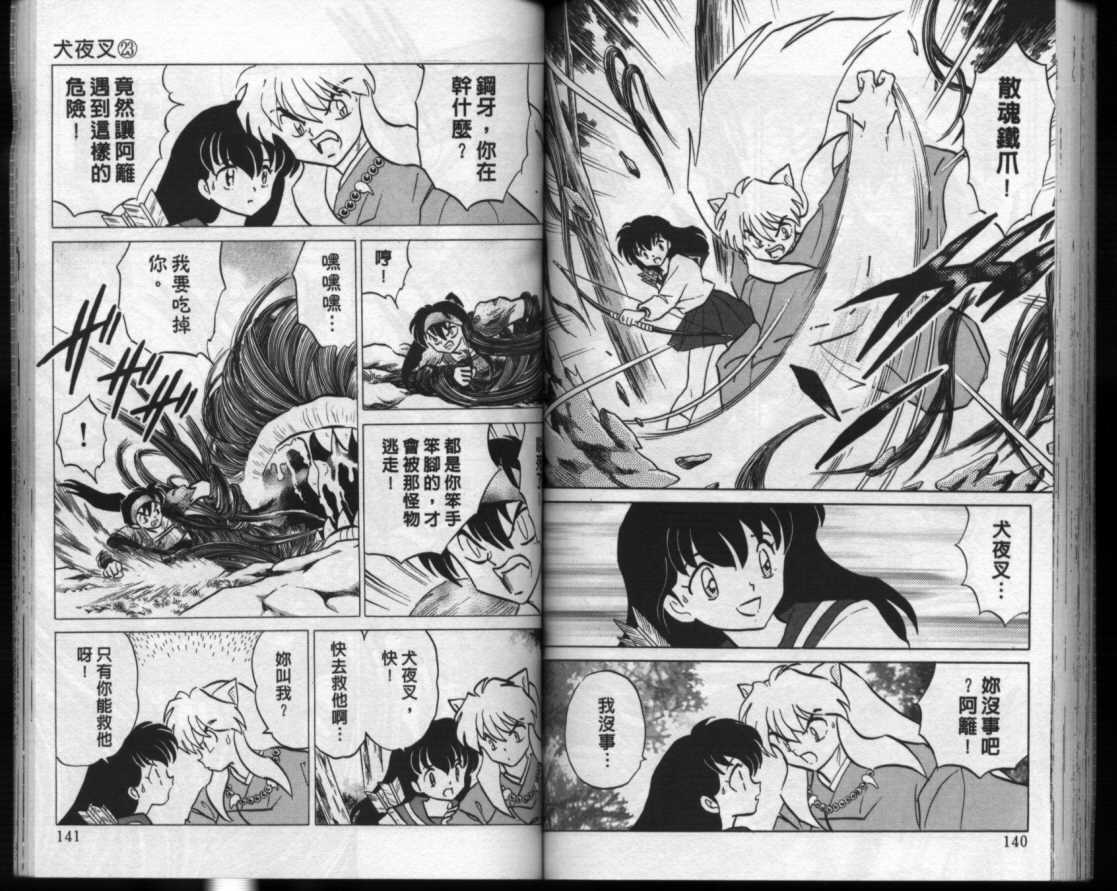 散魂鐵爪！
犬夜叉…
妳沒事吧
？阿籬！
我沒事…
140
犬夜叉㉓
鋼牙，你在
幹什麼？
竟然讓阿籬
遇到這樣的
危險！
哼！
都是你笨手
笨腳的，才
會被那怪物
逃走！
嘿嘿嘿…
我要吃掉
你。
！
犬夜叉，
快！
快去救他啊…
妳叫我？
只有你能救他
呀！
141